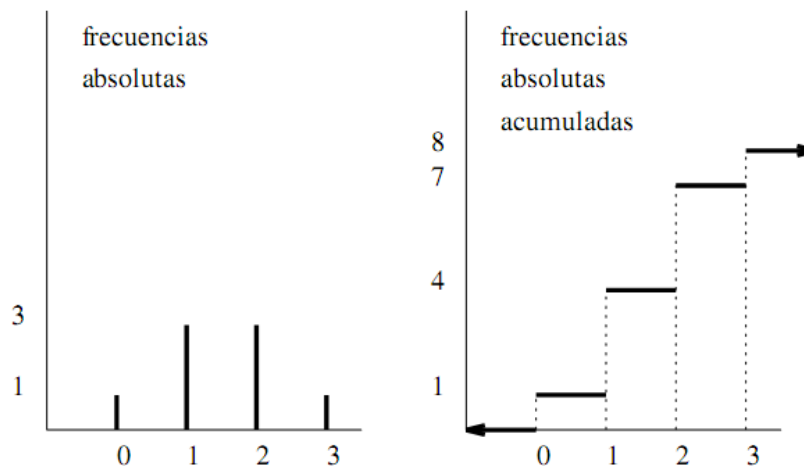 frecuencias
absolutas
3
1
0 1 2 3
frecuencias
absolutas
acumuladas
8
7
4
1
0 1 2 3